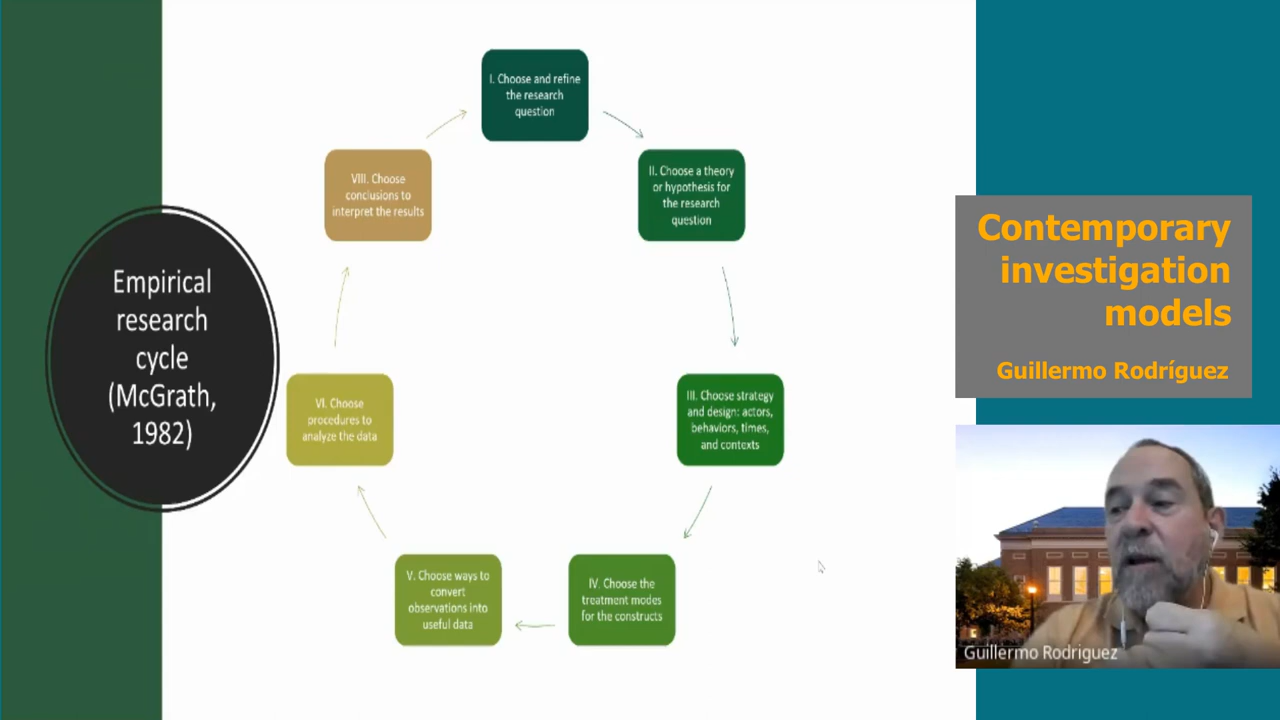 Empirical
research
cycle
(McGrath,
1982)
I. Choose and refine
the research
question
II. Choose a theory
or hypothesis for
the research
question
III. Choose strategy
and design: actors,
behaviors, times,
and contexts
IV. Choose the
treatment modes
for the constructs
V. Choose ways to
convert
observations into
useful data
VI. Choose
procedures to
analyze the data
VIII. Choose
conclusions to
interpret the results
Contemporary
investigation
models
Guillermo Rodríguez
Guillermo Rodriguez